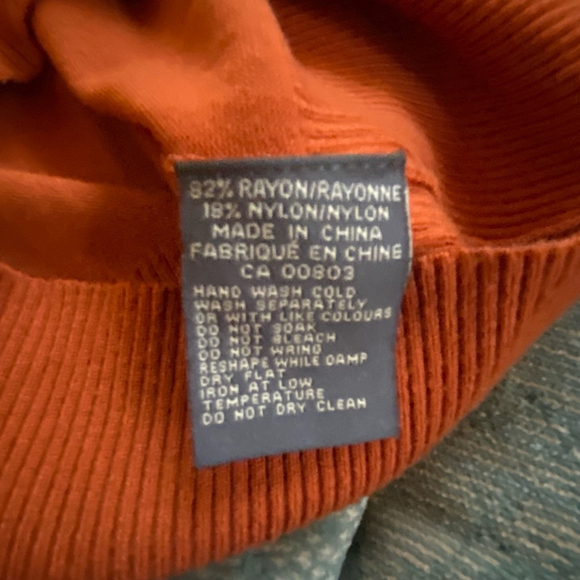 82% RAYON/RAYONNE
18% NYLON/NYLON
MADE IN CHINA
FABRIQUÉ EN CHINE
CA 00803
HAND WASH COLD
WASH SEPARATELY
OR WITH LIKE COLOURS
DO NOT SOAK
DO NOT BLEACH
DO NOT WRING
RESHAPE WHILE DAMP
DRY FLAT
IRON AT LOW
TEMPERATURE
DO NOT DRY CLEAN